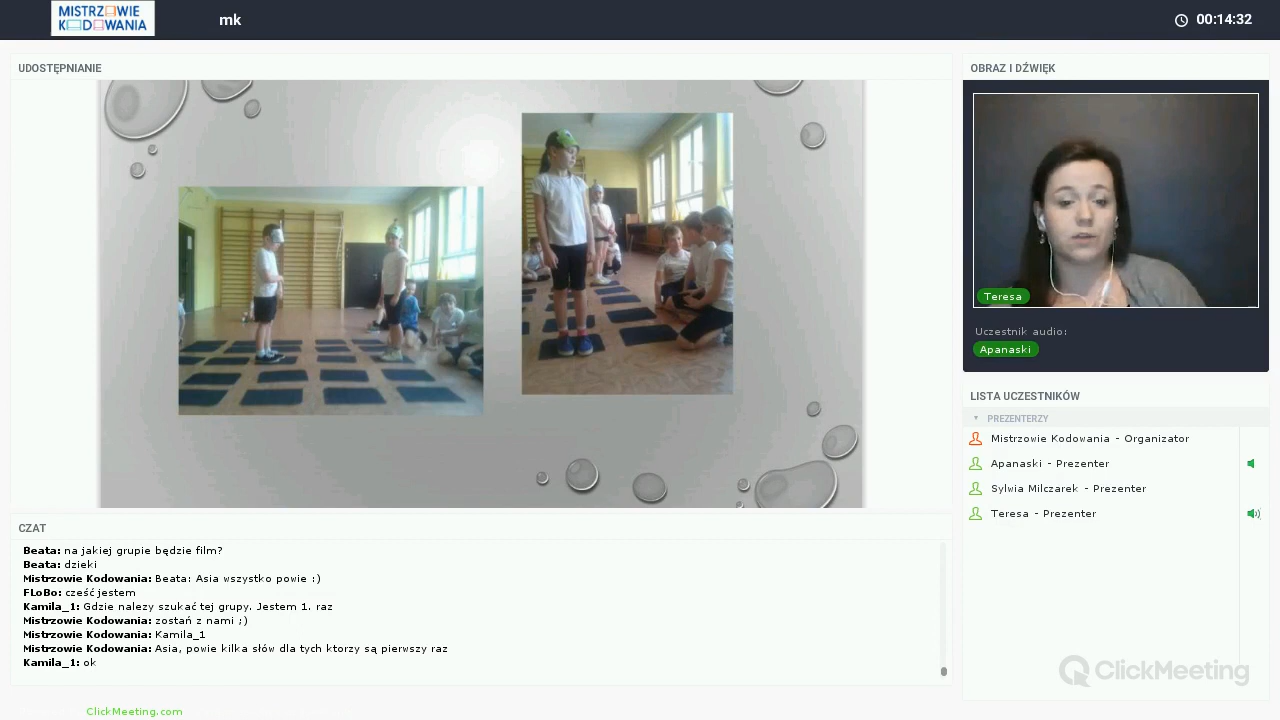 MISTRZOWIE
KODOWANIA
mk
00:14:32
UDOSTĘPNIANIE
OBRAZ I DŹWIĘK
Teresa
Uczestnik audio:
Apanaski
LISTA UCZESTNIKÓW
PREZENTERZY
Mistrzowie Kodowania - Organizator
Apanaski - Prezenter
Sylwia Milczarek - Prezenter
Teresa - Prezenter
ClickMeeting
CZAT
Beata: na jakiej grupie będzie film?
Beata: dzieki
Mistrzowie Kodowania: Beata: Asia wszystko powie :)
FLoBo: cześć jestem
Kamila_1: Gdzie nalezy szukać tej grupy. Jestem 1. raz
Mistrzowie Kodowania: zostań z nami ;)
Mistrzowie Kodowania: Kamila_1
Mistrzowie Kodowania: Asia, powie kilka słów dla tych ktorzy są pierwszy raz
Kamila_1: ok
ClickMeeting.com